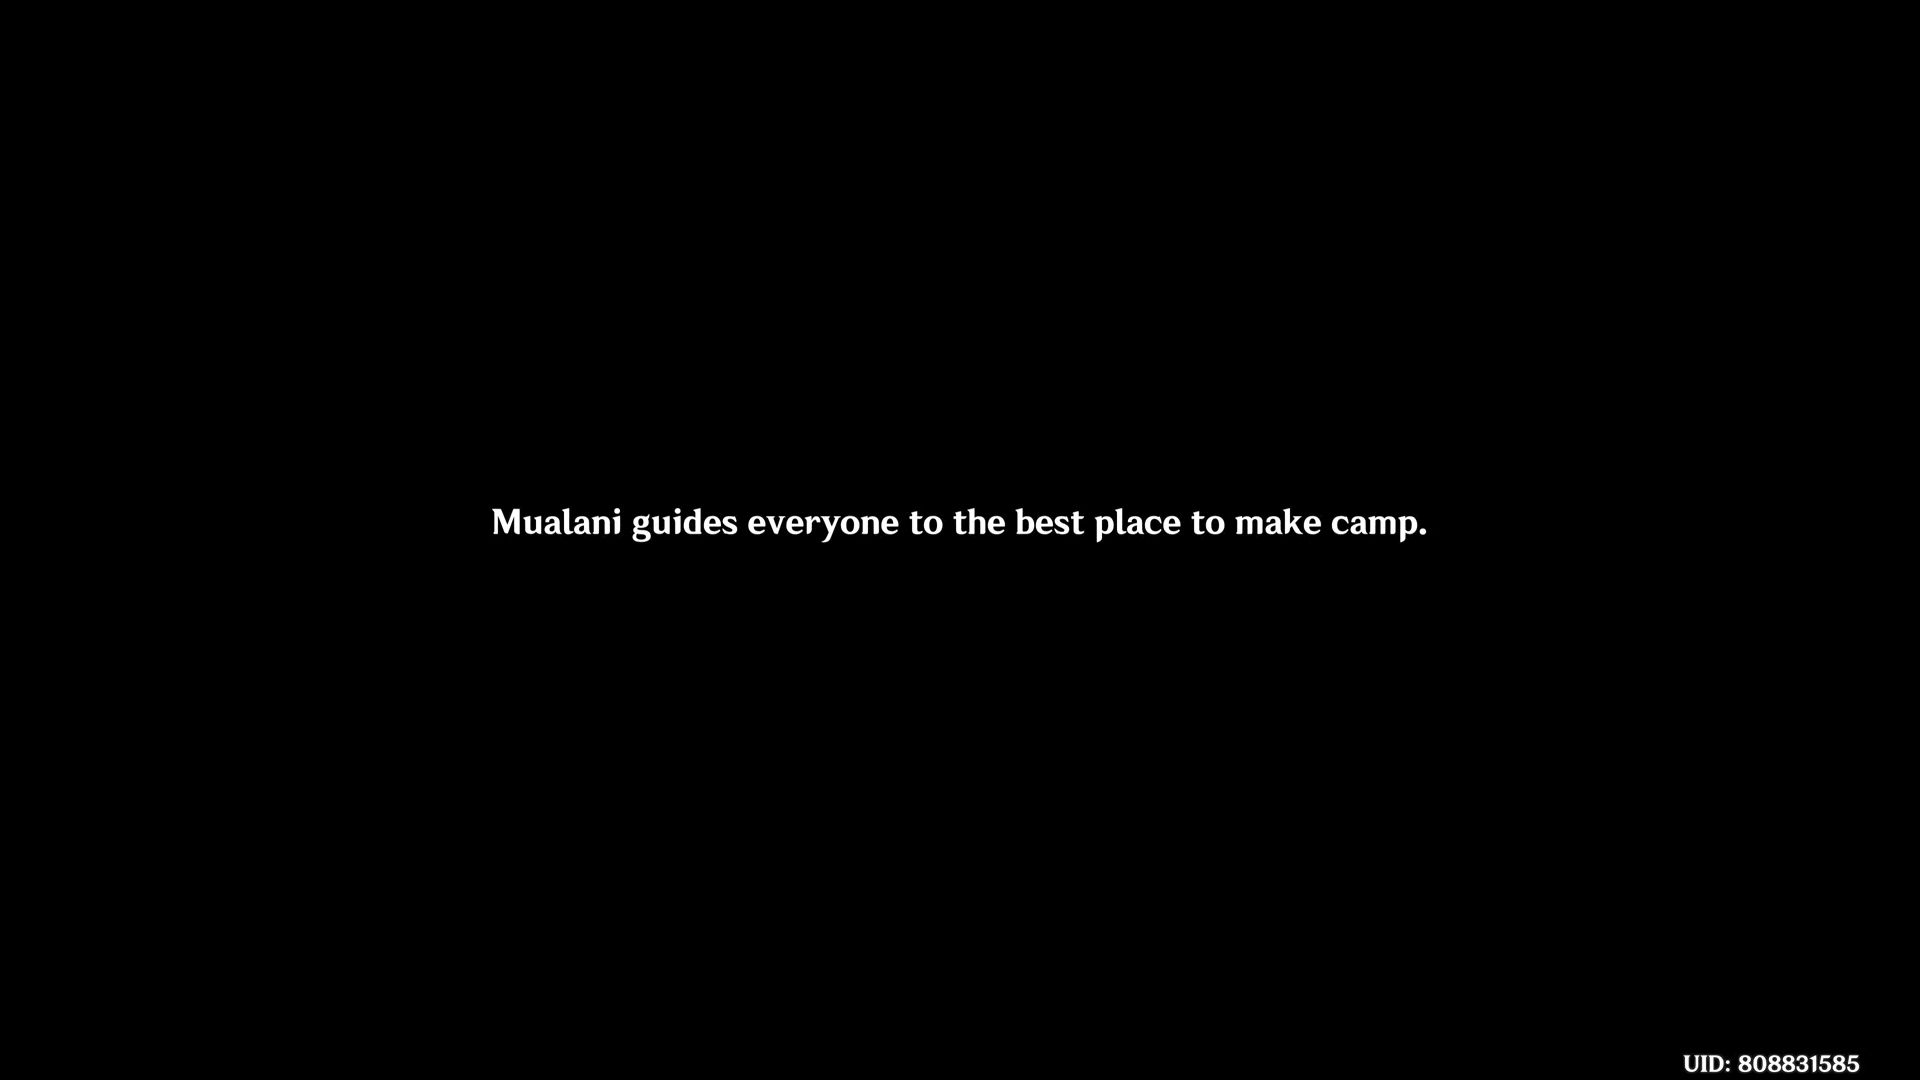 Mualani guides everyone to the best place to make camp.
UID: 808831585